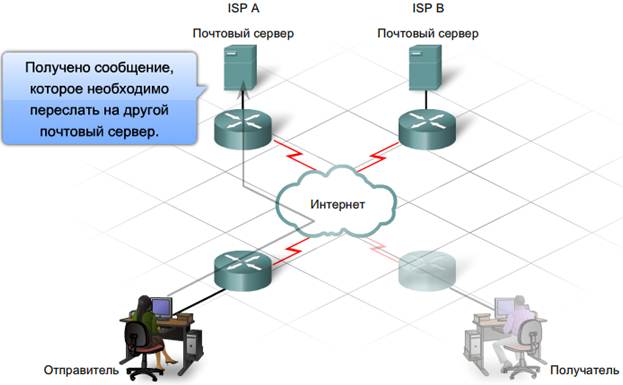 ISP A
ISP B
Почтовый сервер
Почтовый сервер
Получено сообщение,
которое необходимо
переслать на другой
почтовый сервер.
Интернет
Отправитель
Получатель